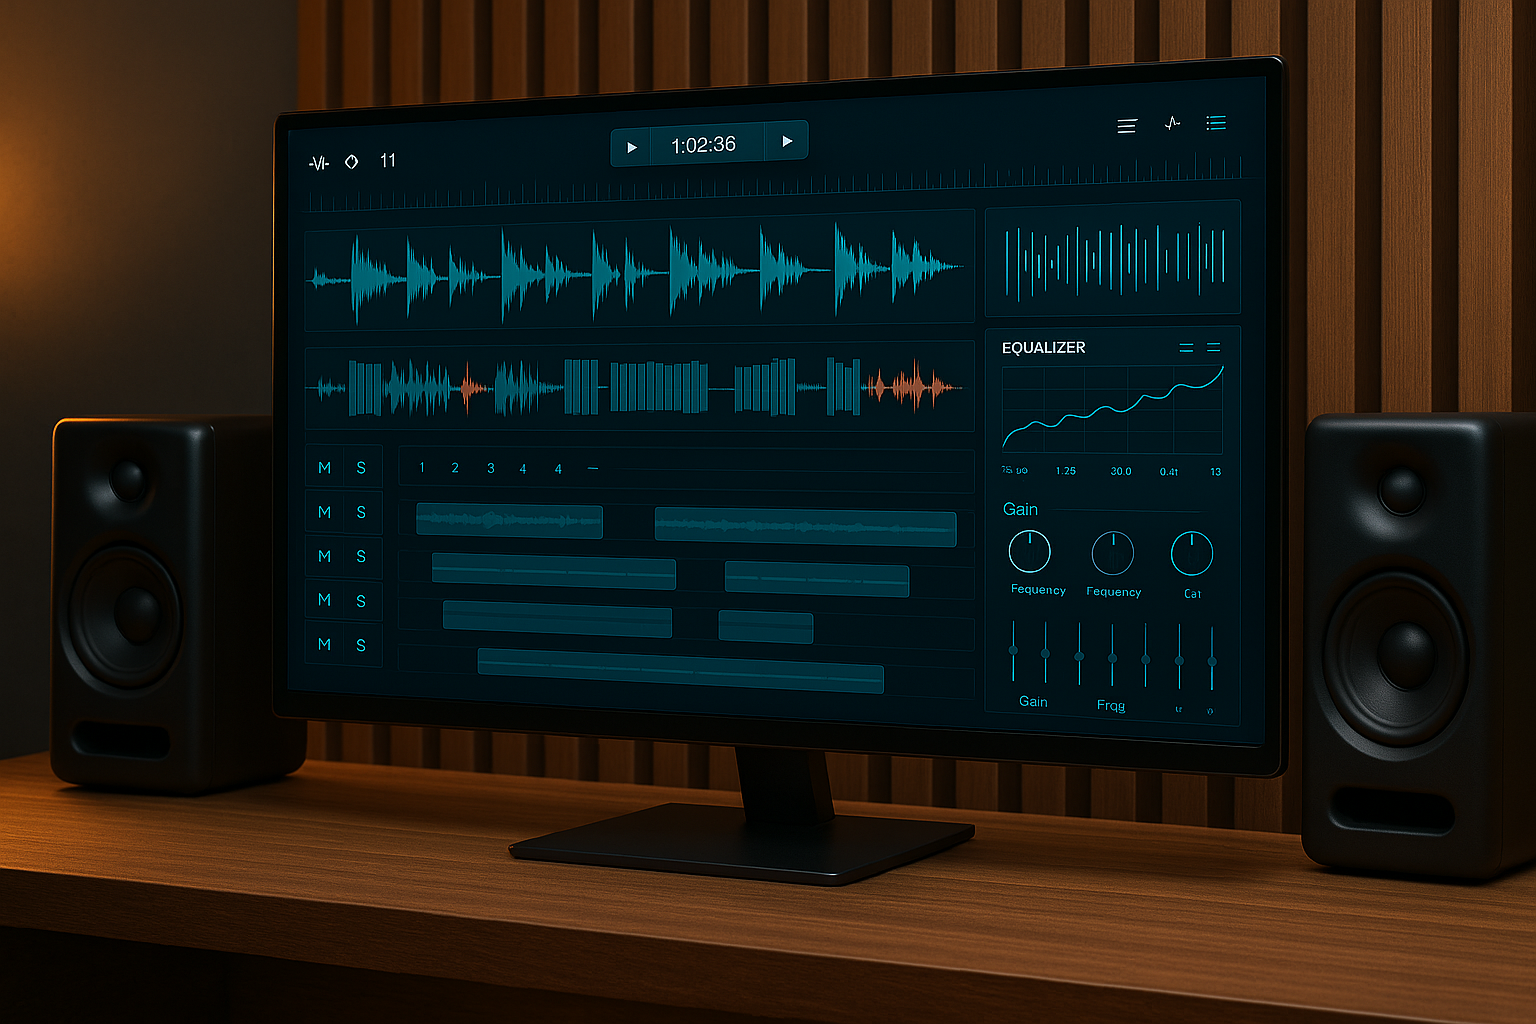 11
1:02:36
EQUALIZER
1.25 30.0 0.41 13
M S
1 2 3 4 4 —
M S
M S
M S
M S
Gain
Fequency Fequency Cat
Gain Frqg